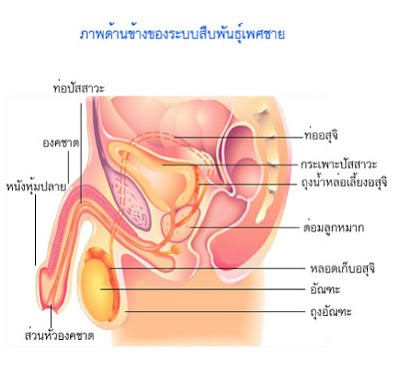 ภาพด้านข้างของระบบสืบพันธุ์เพศชาย
ท่อปัสสาวะ
องคชาด
หนังหุ้มปลาย
ส่วนหัวองคชาด
ท่ออสุจิ
กระเพาะปัสสาวะ
ถุงน้ำหล่อเลี้ยงอสุจิ
ต่อมลูกหมาก
หลอดเก็บอสุจิ
อัณฑะ
ถุงอัณฑะ